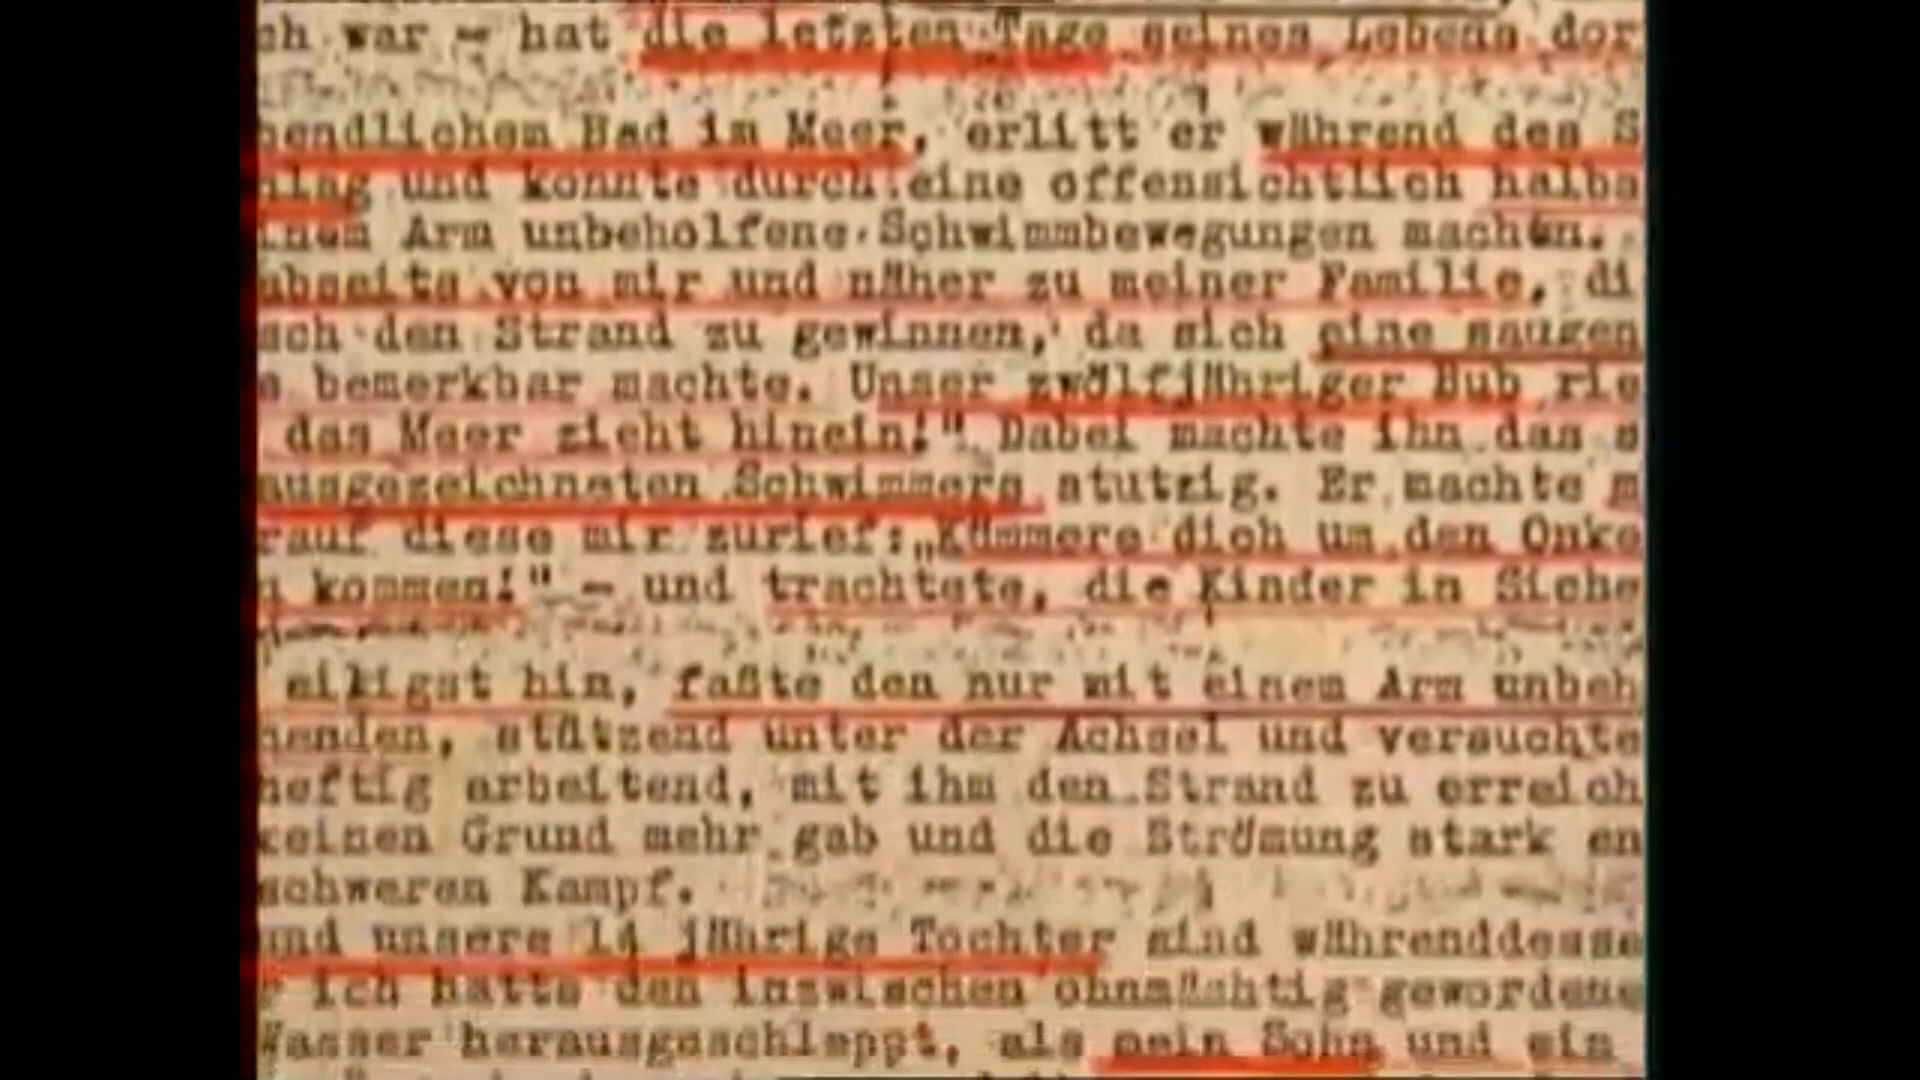 ch war - hat die letzten Tage seines Lebens dor
bendlichen Bad im Meer, erlitt er während des S
hlag und konnte durch eine offensichtlich halbs
inem Arm unbeholfene Schwimmbewegungen machen.
abseits von mir und näher zu meiner Familie, di
sch den Strand zu gewinnen, da sich eine saugen
e bemerkbar machte. Unser zwölfjähriger Bub rie
das Meer zieht hinein!" Dabei machte ihn das s
ausgezeichneten Schwimmers stutzig. Er machte m
rauf diese mir zurief: „Kümmere dich um den Onke
n kommen!" - und trachtete, die Kinder in Siche
eiligst hin, faßte den nur mit einem Arm unbeh
henden, stützend unter der Achsel und versuchte
heftig arbeitend, mit ihm den Strand zu erreich
keinen Grund mehr gab und die Strömung stark en
schweren Kampf.
und unsere 14 jährige Tochter sind währenddesse
ich hatte den inzwischen ohnmächtig gewordene
Wasser herausgeschleppt, als mein Sohn und ein